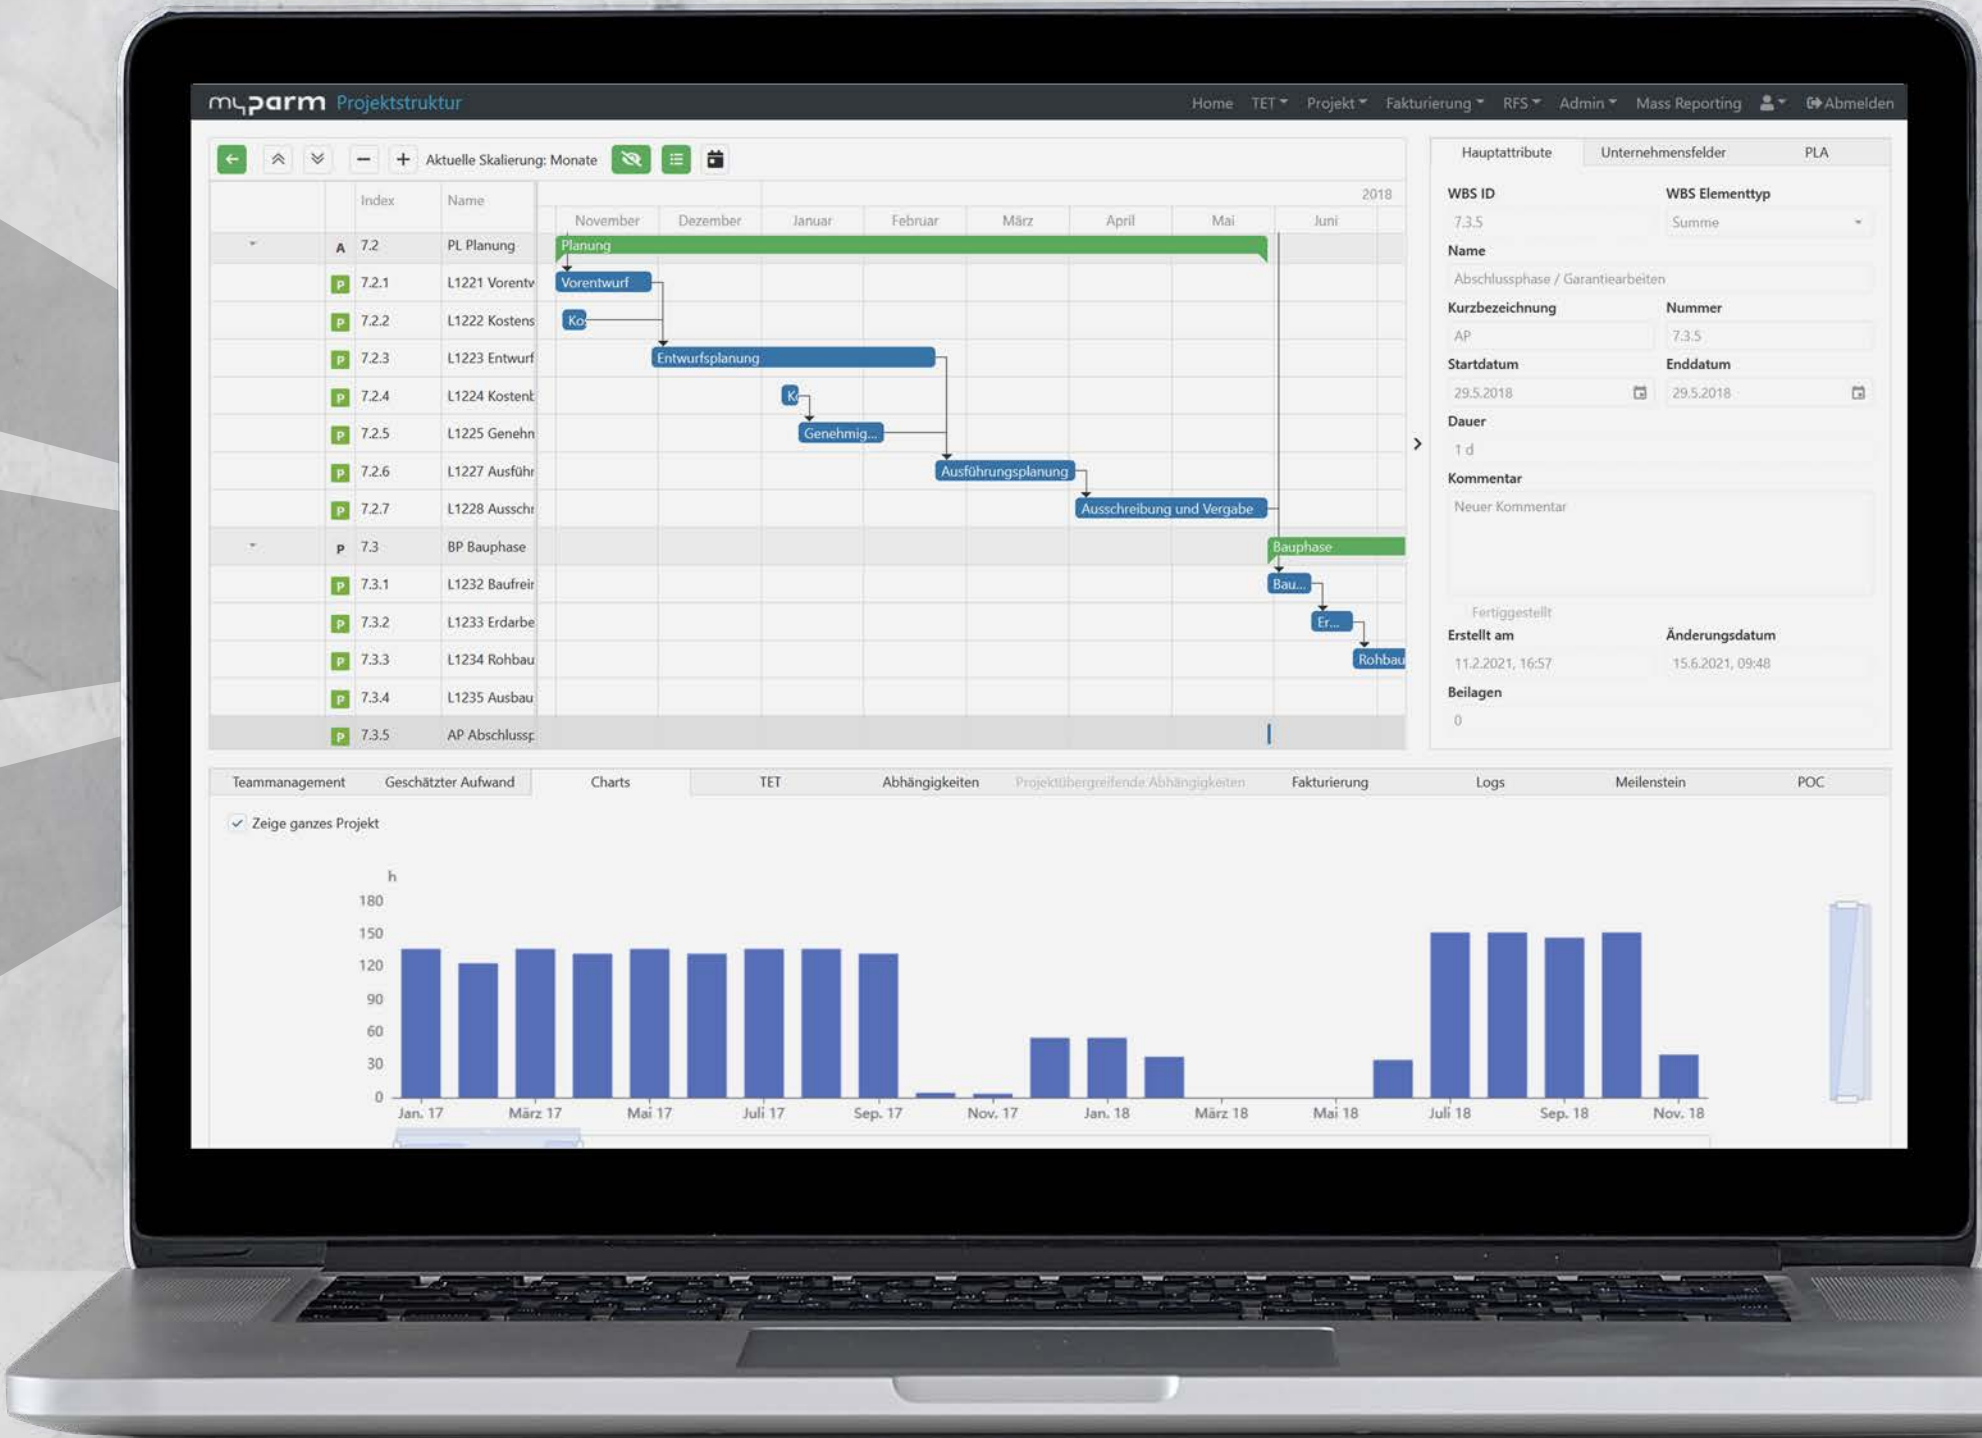 myparm Projektstruktur
Home TET Projekt Fakturierung RFS Admin Mass Reporting Abmelden
Aktuelle Skalierung: Monate
Index Name
2018
November Dezember Januar Februar März April Mai Juni
A 7.2 PL Planung Planung
P 7.2.1 L1221 Vorentw Vorentwurf
P 7.2.2 L1222 Kostens Kos
P 7.2.3 L1223 Entwurf Entwurfsplanung
P 7.2.4 L1224 Kostenb K
P 7.2.5 L1225 Genehn Genehmig...
P 7.2.6 L1227 Ausführ Ausführungsplanung
P 7.2.7 L1228 Ausschr Ausschreibung und Vergabe
P 7.3 BP Bauphase Bauphase
P 7.3.1 L1232 Baufreir Bau...
P 7.3.2 L1233 Erdarbe Er...
P 7.3.3 L1234 Rohbau Rohbau
P 7.3.4 L1235 Ausbau
P 7.3.5 AP Abschlussp
Hauptattribute Unternehmensfelder PLA
WBS ID WBS Elementtyp
7.3.5 Summe
Name
Abschlussphase / Garantiearbeiten
Kurzbezeichnung Nummer
AP 7.3.5
Startdatum Enddatum
29.5.2018 29.5.2018
Dauer
1 d
Kommentar
Neuer Kommentar
Fertiggestellt
Erstellt am Änderungsdatum
11.2.2021, 16:57 15.6.2021, 09:48
Beilagen
0
Teammanagement Geschätzter Aufwand Charts TET Abhängigkeiten Projektübergreifende Abhängigkeiten Fakturierung Logs Meilenstein POC
Zeige ganzes Projekt
h
180
150
120
90
60
30
0
Jan. 17 März 17 Mai 17 Juli 17 Sep. 17 Nov. 17 Jan. 18 März 18 Mai 18 Juli 18 Sep. 18 Nov. 18